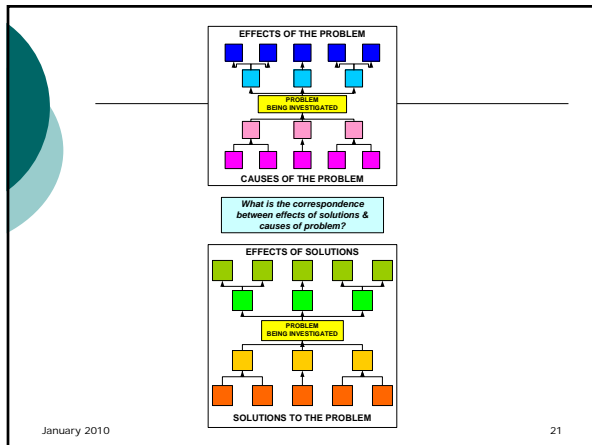 EFFECTS OF THE PROBLEM
PROBLEM
BEING INVESTIGATED
CAUSES OF THE PROBLEM
What is the correspondence
between effects of solutions &
causes of problem?
EFFECTS OF SOLUTIONS
PROBLEM
BEING INVESTIGATED
SOLUTIONS TO THE PROBLEM
January 2010
21